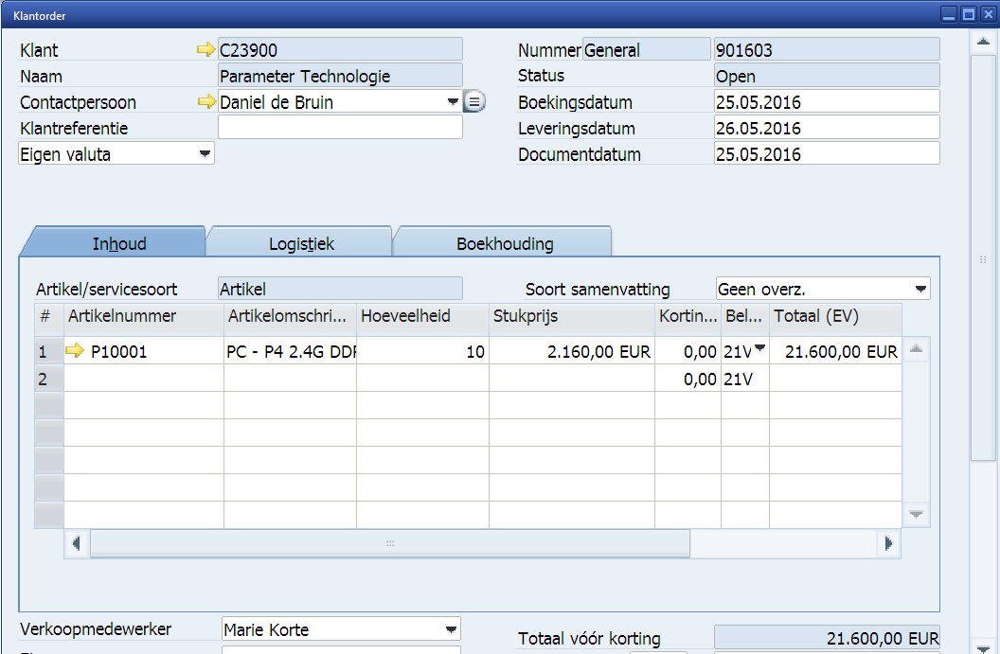 Klantorder
Klant C23900
Naam Parameter Technologie
Contactpersoon Daniel de Bruin
Klantreferentie
Eigen valuta
Nummer General 901603
Status Open
Boekingsdatum 25.05.2016
Leveringsdatum 26.05.2016
Documentdatum 25.05.2016
Inhoud Logistiek Boekhouding
Artikel/servicesoort Artikel Soort samenvatting Geen overz.
# Artikelnummer Artikelomschri... Hoeveelheid Stukprijs Kortin... Bel... Totaal (EV)
1 P10001 PC - P4 2.4G DDR 10 2.160,00 EUR 0,00 21V 21.600,00 EUR
2 0,00 21V
Verkoopmedewerker Marie Korte
Totaal vóór korting 21.600,00 EUR